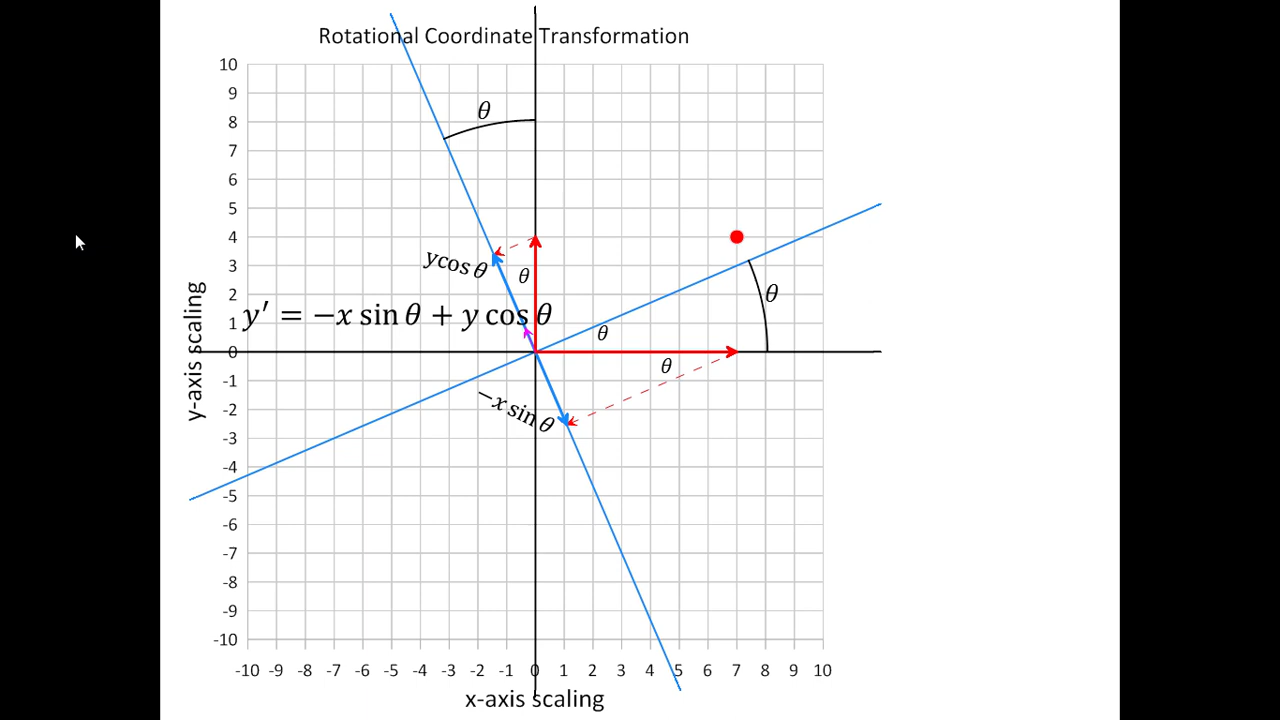 Rotational Coordinate Transformation
10
9
8
7
6
5
4
3
2
1
0
-1
-2
-3
-4
-5
-6
-7
-8
-9
-10
θ
ycos θ
θ
θ
y′ = −x sin θ + y cos θ
θ
θ
−x sin θ
y-axis scaling
-10 -9 -8 -7 -6 -5 -4 -3 -2 -1 0 1 2 3 4 5 6 7 8 9 10
x-axis scaling